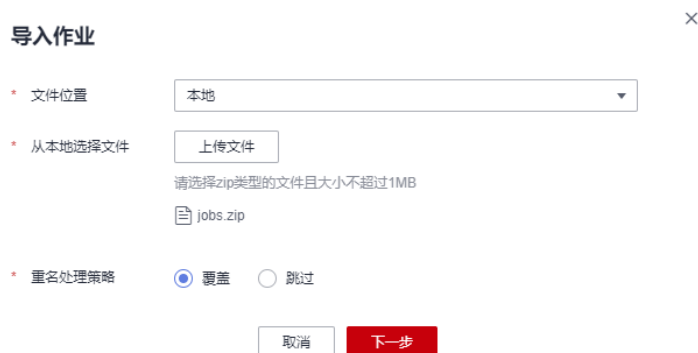 导入作业
* 文件位置 本地
* 从本地选择文件 上传文件
请选择zip类型的文件且大小不超过1MB
jobs.zip
* 重名处理策略 覆盖 跳过
取消 下一步